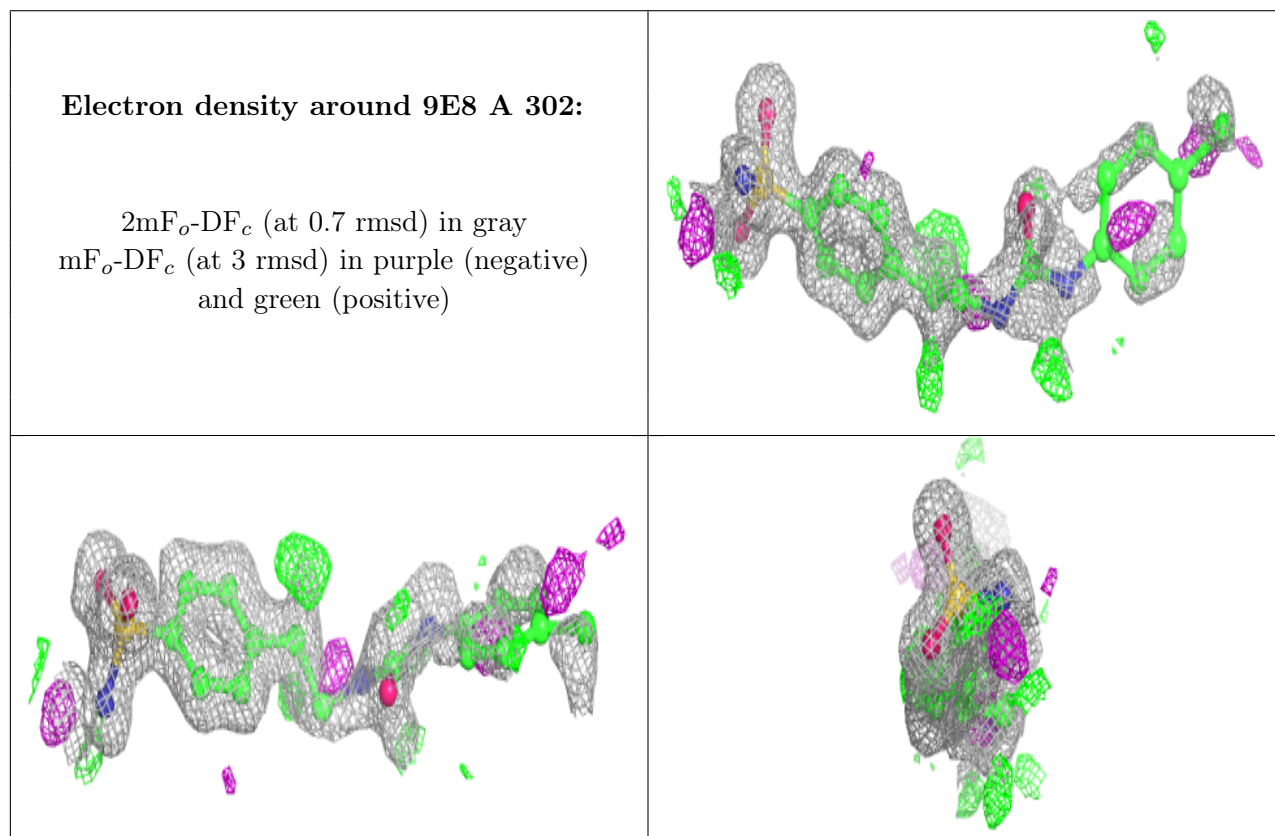 Electron density around 9E8 A 302:
2mFo-DFc (at 0.7 rmsd) in gray
mFo-DFc (at 3 rmsd) in purple (negative)
and green (positive)